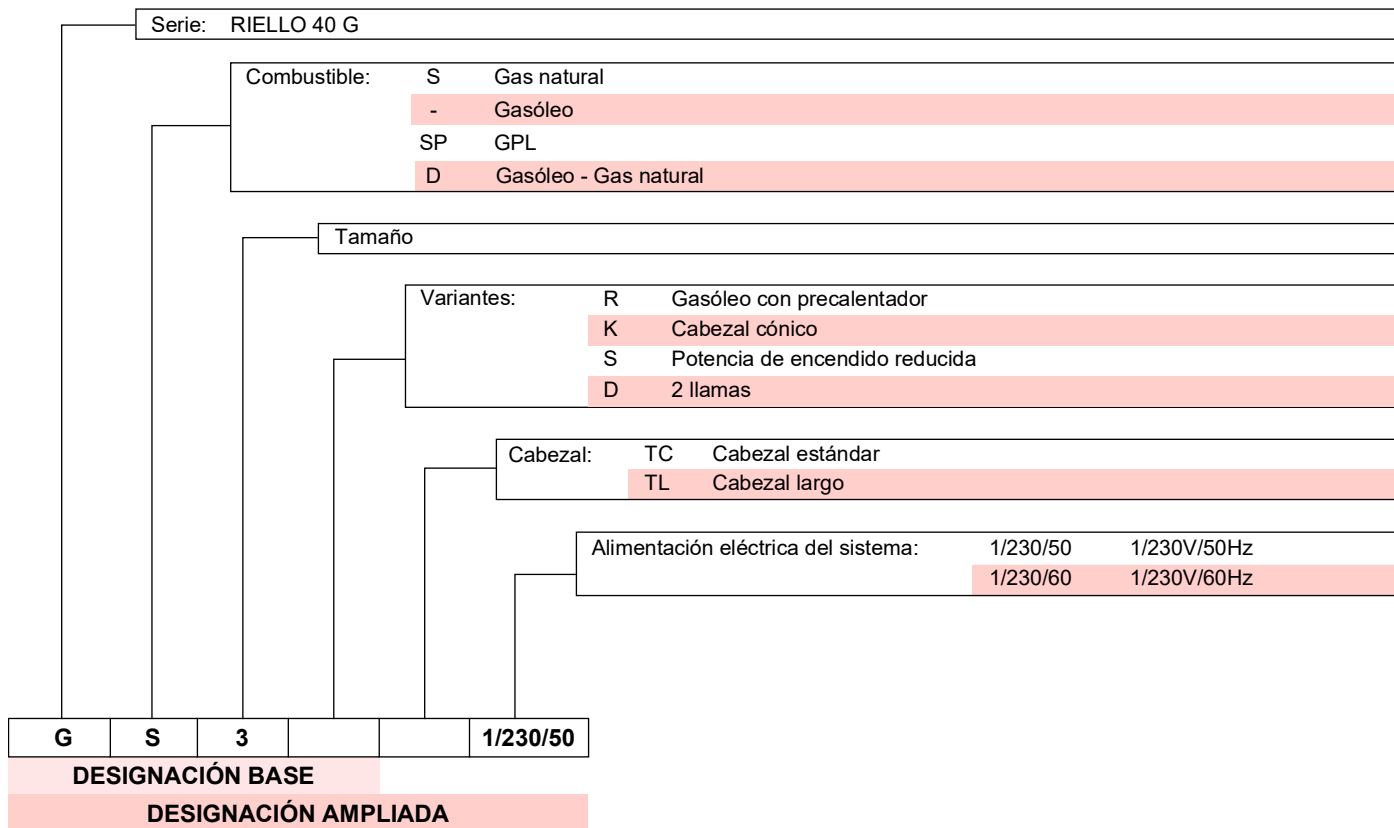 Serie: RIELLO 40 G
Combustible: S Gas natural
- Gasóleo
SP GPL
D Gasóleo - Gas natural
Tamaño
Variantes: R Gasóleo con precalentador
K Cabezal cónico
S Potencia de encendido reducida
D 2 llamas
Cabezal: TC Cabezal estándar
TL Cabezal largo
Alimentación eléctrica del sistema: 1/230/50 1/230V/50Hz
1/230/60 1/230V/60Hz
G S 3 1/230/50
DESIGNACIÓN BASE
DESIGNACIÓN AMPLIADA